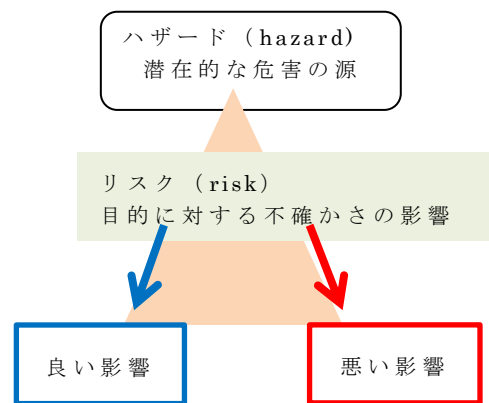 ハザード（hazard)
潜在的な危害の源
リスク（risk）
目的に対する不確かさの影響
良い影響
悪い影響